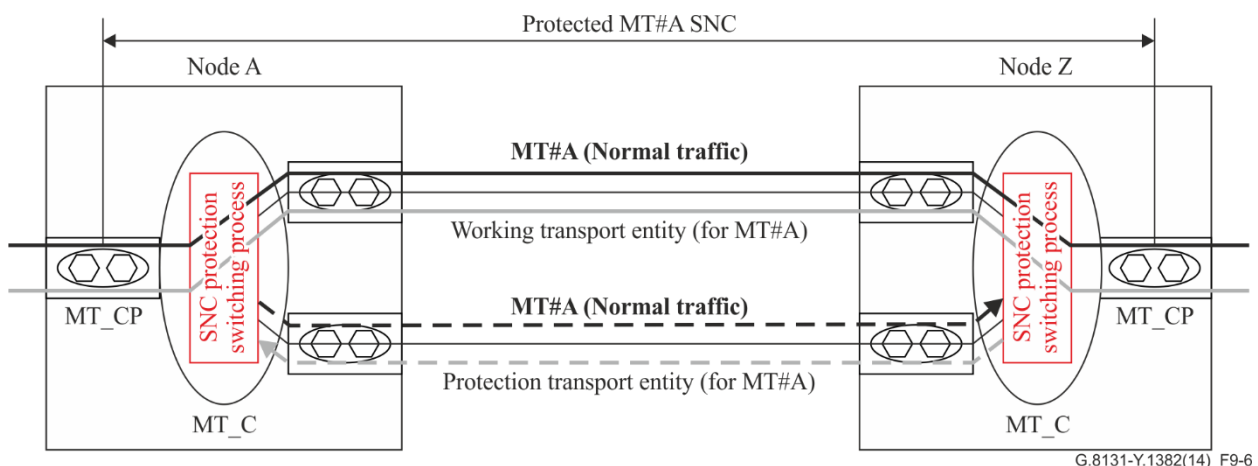 Protected MT#A SNC
Node A
Node Z
MT#A (Normal traffic)
Working transport entity (for MT#A)
SNC protection
switching process
SNC protection
switching process
MT_CP
MT_CP
MT#A (Normal traffic)
Protection transport entity (for MT#A)
MT_C
MT_C
G.8131-Y.1382(14)_F9-6